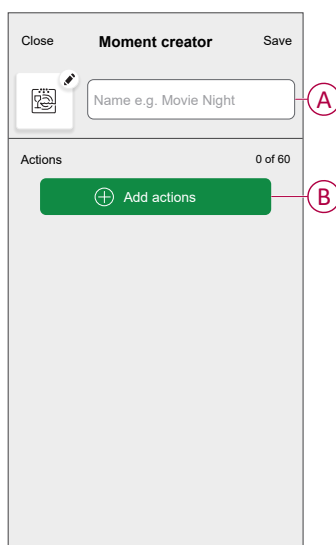 Close Moment creator Save
Name e.g. Movie Night
A
Actions 0 of 60
Add actions
B